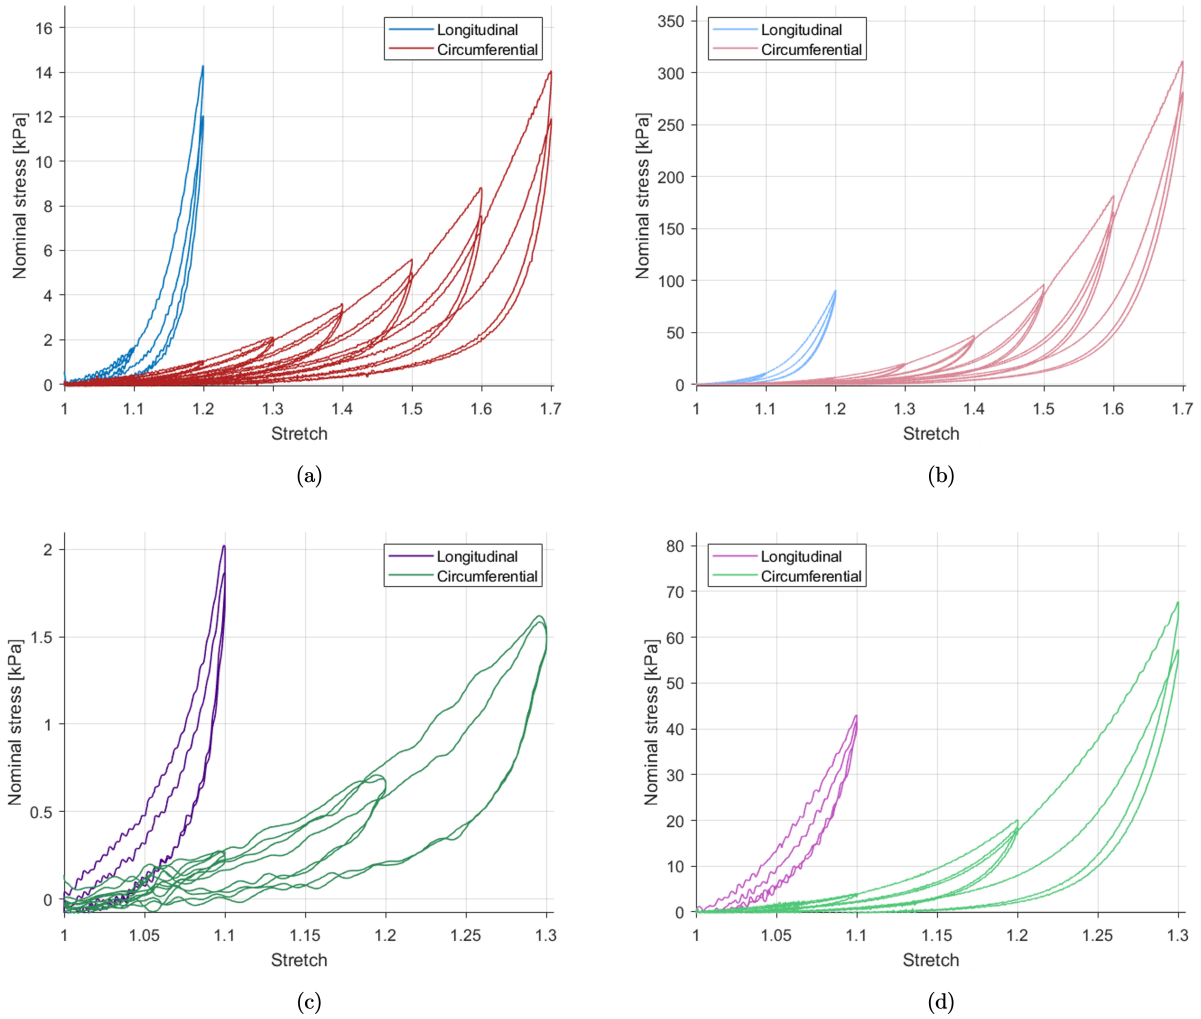 16
14
12
10
8
6
4
2
0
Nominal stress [kPa]
Longitudinal
Circumferential
1 1.1 1.2 1.3 1.4 1.5 1.6 1.7
Stretch
(a)
350
300
250
200
150
100
50
0
Nominal stress [kPa]
Longitudinal
Circumferential
1 1.1 1.2 1.3 1.4 1.5 1.6 1.7
Stretch
(b)
2
1.5
1
0.5
0
Nominal stress [kPa]
Longitudinal
Circumferential
1 1.05 1.1 1.15 1.2 1.25 1.3
Stretch
(c)
80
70
60
50
40
30
20
10
0
Nominal stress [kPa]
Longitudinal
Circumferential
1 1.05 1.1 1.15 1.2 1.25 1.3
Stretch
(d)